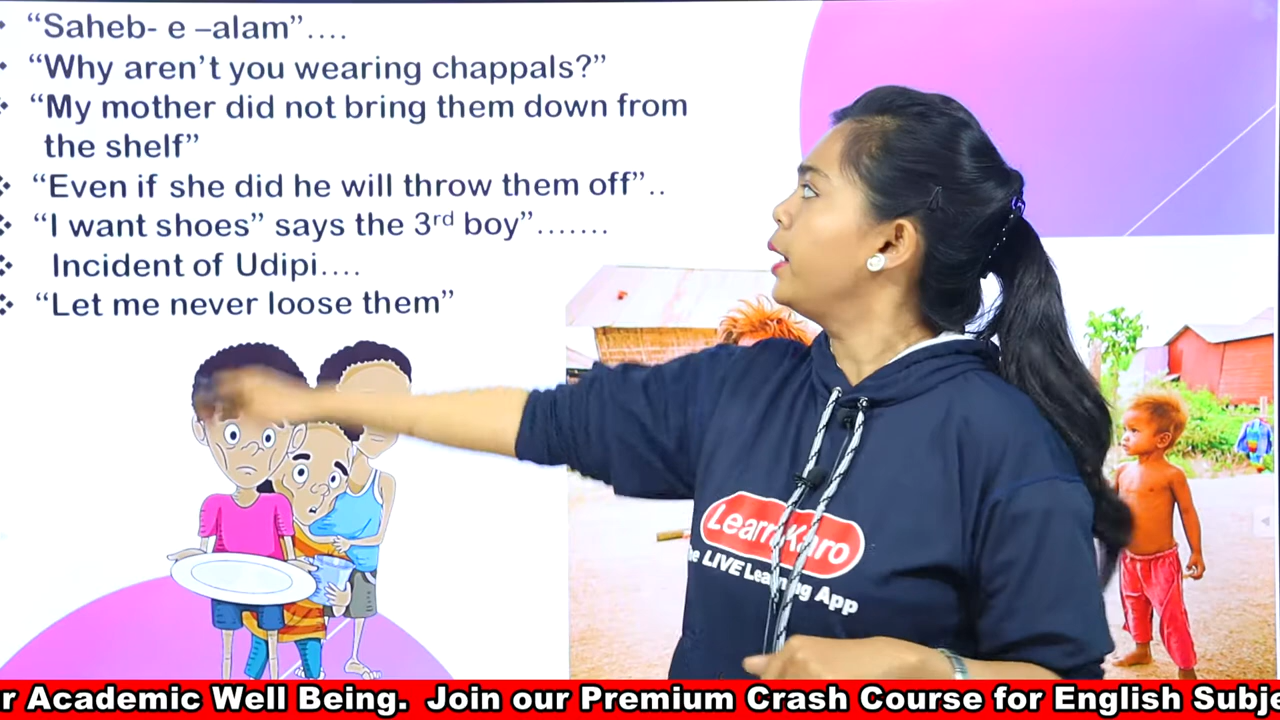 “Saheb- e –alam”....
“Why aren’t you wearing chappals?”
“My mother did not bring them down from
the shelf”
“Even if she did he will throw them off”..
“I want shoes” says the 3rd boy”.......
Incident of Udipi....
“Let me never loose them”
LearnKaro
he LIVE Learning App
r Academic Well Being. Join our Premium Crash Course for English Subje